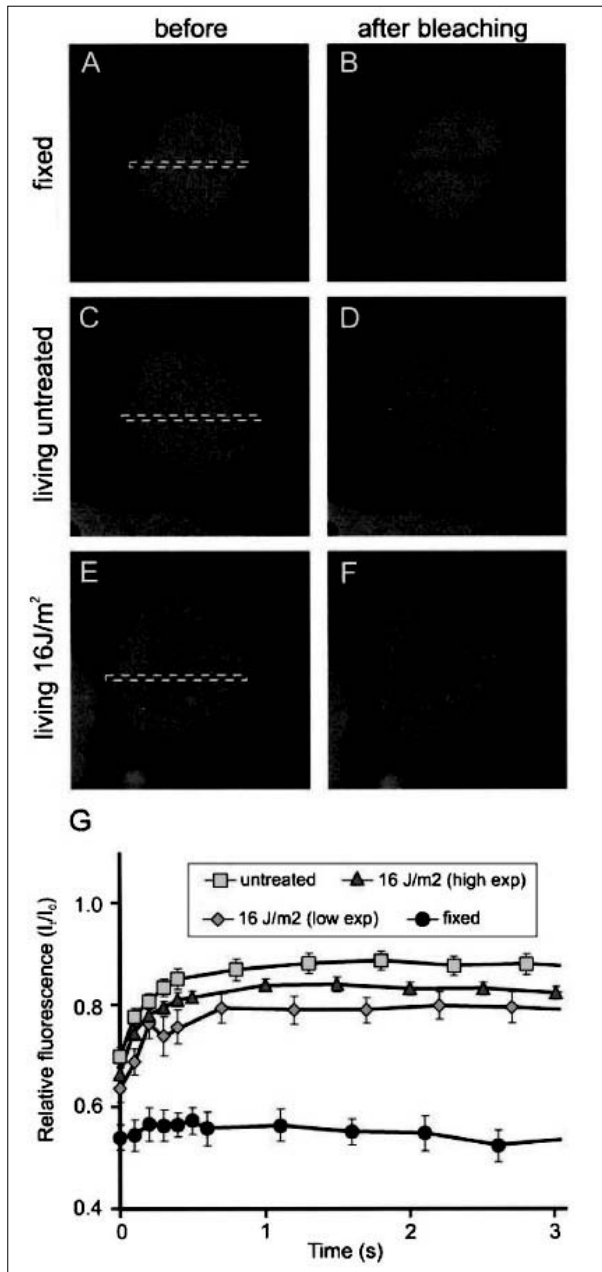 before after bleaching
A B
fixed
C D
living untreated
E F
living 16J/m²
G
untreated 16 J/m2 (high exp)
16 J/m2 (low exp) fixed
Relative fluorescence (Iₜ/I₀)
1.0
0.8
0.6
0.4
0 1 2 3
Time (s)